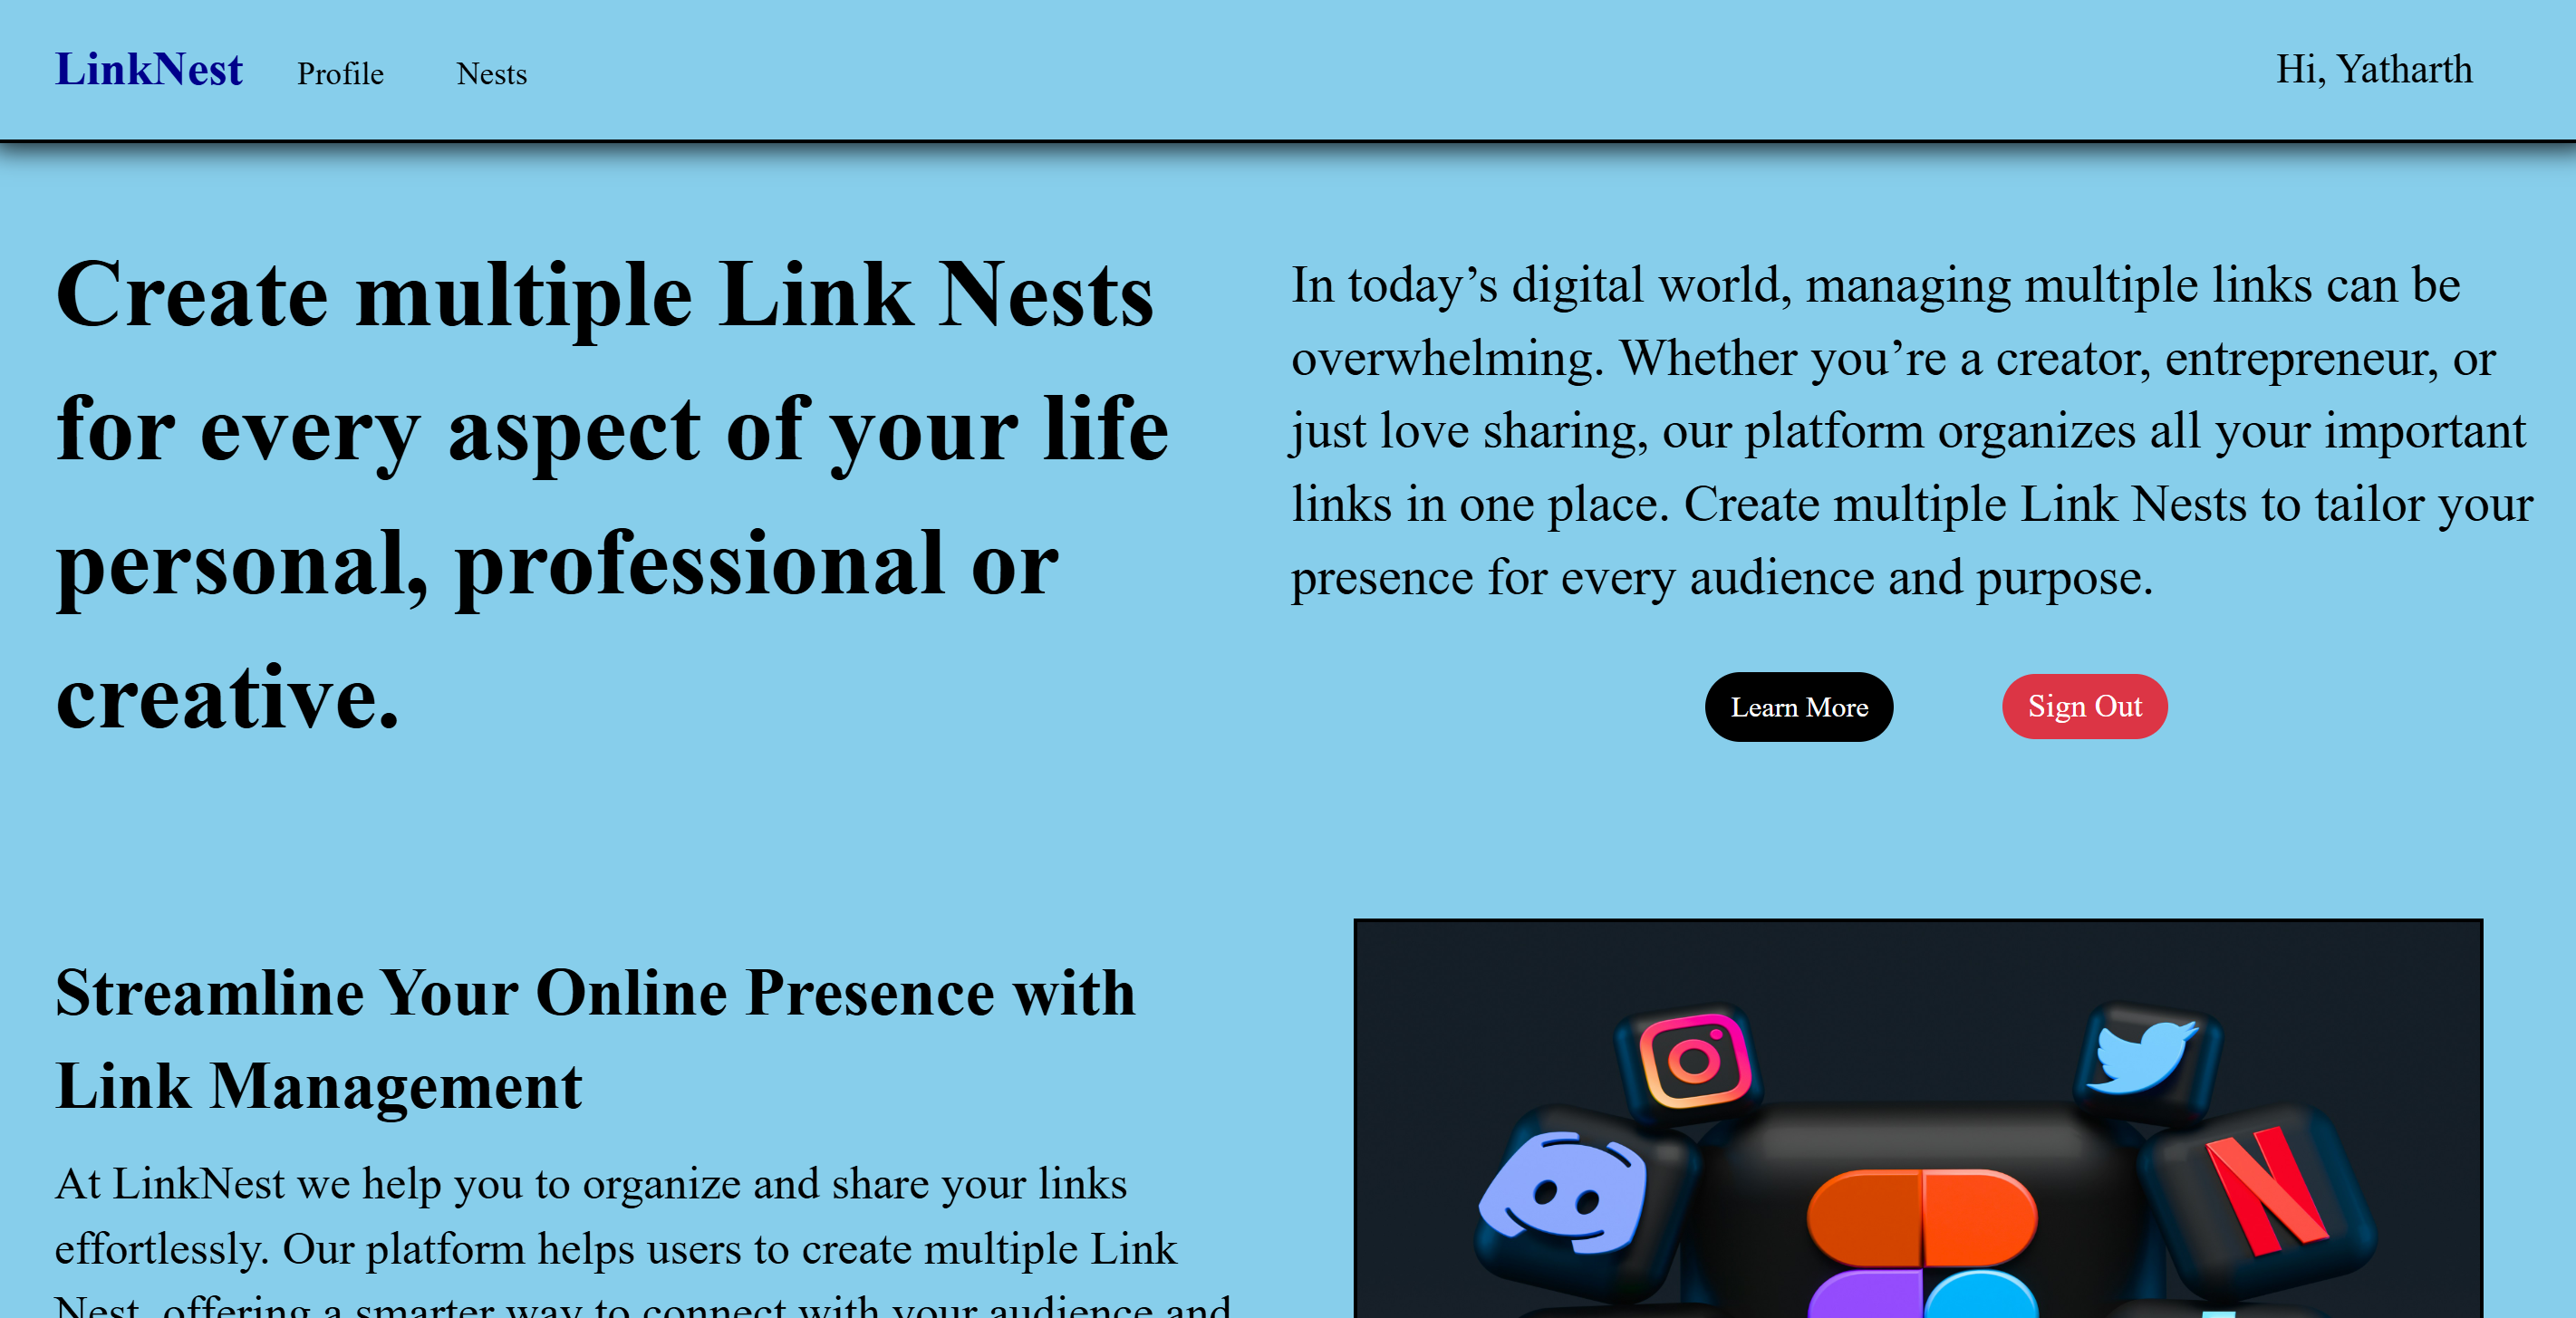 LinkNest Profile Nests Hi, Yatharth
Create multiple Link Nests
for every aspect of your life
personal, professional or
creative.
In today’s digital world, managing multiple links can be
overwhelming. Whether you’re a creator, entrepreneur, or
just love sharing, our platform organizes all your important
links in one place. Create multiple Link Nests to tailor your
presence for every audience and purpose.
Learn More Sign Out
Streamline Your Online Presence with
Link Management
At LinkNest we help you to organize and share your links
effortlessly. Our platform helps users to create multiple Link
Nest, offering a smarter way to connect with your audience and